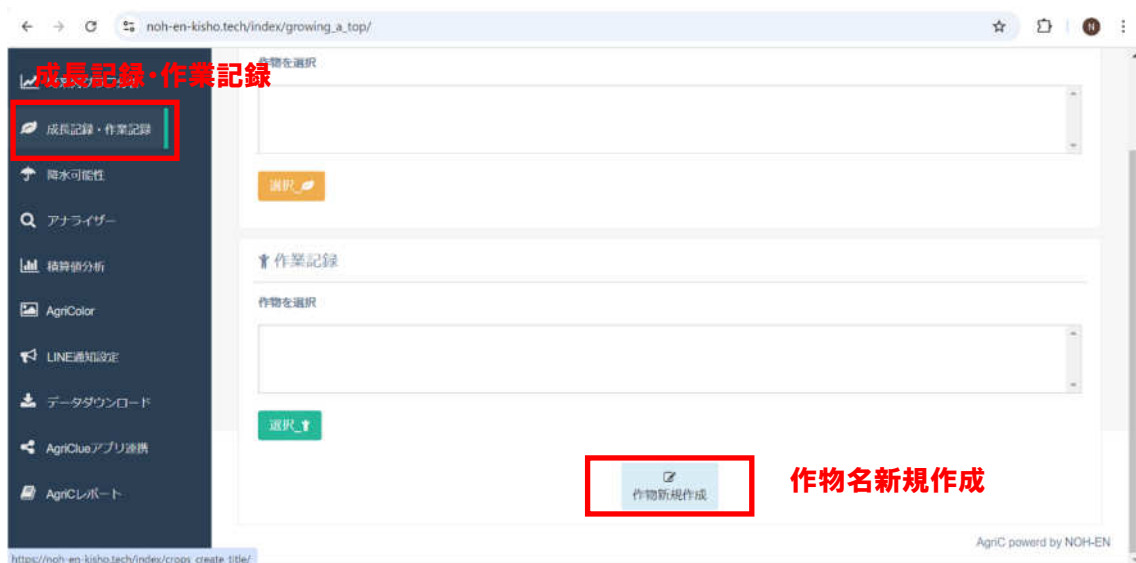 noh-en-kisho.tech/index/growing_a_top/
N
成長記録・作業記録
作物を選択
成長記録・作業記録
降水可能性
選択_
アナライザー
積算値分析
作業記録
AgriColor
作物を選択
LINE通知設定
データダウンロード
選択_
AgriClueアプリ連携
AgriCレポート
作物新規作成
作物名新規作成
AgriC powerd by NOH-EN
https://noh-en-kisho.tech/index/crops_create_title/